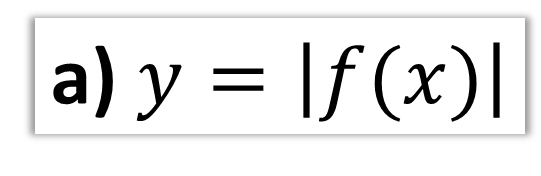 a) y = |f(x)|